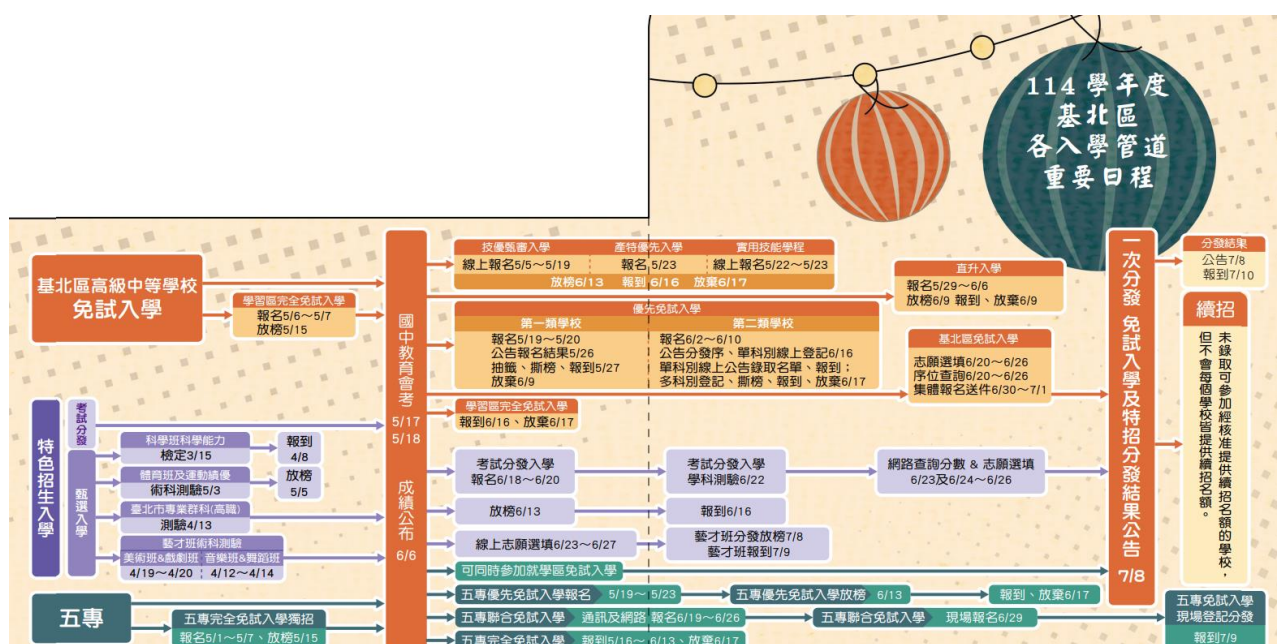 114 學年度
基北區
各入學管道
重要日程
基北區高級中等學校
免試入學
學習區完全免試入學
報名5/6～5/7
放榜5/15
國中教育會考
5/17
5/18
成績公布
6/6
技優甄審入學
線上報名5/5～5/19
產特優先入學
報名 5/23
實用技能學程
線上報名5/22～5/23
放榜6/13 報到 6/16 放棄6/17
直升入學
報名5/29～6/6
放榜6/9 報到、放棄6/9
優先免試入學
第一類學校
報名5/19～5/20
公告報名結果5/26
抽籤、撕榜、報到5/27
放棄6/9
第二類學校
報名6/2～6/10
公告分發序、單科別線上登記6/16
單科別線上公告錄取名單、報到；
多科別登記、撕榜、報到、放棄6/17
基北區免試入學
志願選填6/20～6/26
序位查詢6/20～6/26
集體報名送件6/30～7/1
學習區完全免試入學
報到6/16、放棄6/17
一次分發 免試入學及特招分發結果公告
7/8
分發結果
公告7/8
報到7/10
續招
未錄取可參加經核准提供續招名額的學校，
但不會每個學校皆提供續招名額。
特色招生入學
考試分發
甄選入學
科學班科學能力
檢定3/15
報到
4/8
體育班及運動績優
術科測驗5/3
放榜
5/5
臺北市專業群科(高職)
測驗4/13
藝才班術科測驗
美術班&戲劇班 音樂班&舞蹈班
4/19～4/20 4/12～4/14
考試分發入學
報名6/18～6/20
考試分發入學
學科測驗6/22
網路查詢分數 & 志願選填
6/23及6/24～6/26
放榜6/13
報到6/16
線上志願選填6/23～6/27
藝才班分發放榜7/8
藝才班報到7/9
可同時參加就學區免試入學
五專
五專完全免試入學獨招
報名5/1～5/7、放榜5/15
五專優先免試入學報名 5/19～5/23
五專優先免試入學放榜 6/13
報到、放棄6/17
五專聯合免試入學 通訊及網路 報名6/19～6/26
五專聯合免試入學 現場報名6/29
五專完全免試入學 報到5/16～6/13、放棄6/17
五專免試入學
現場登記分發
報到7/9